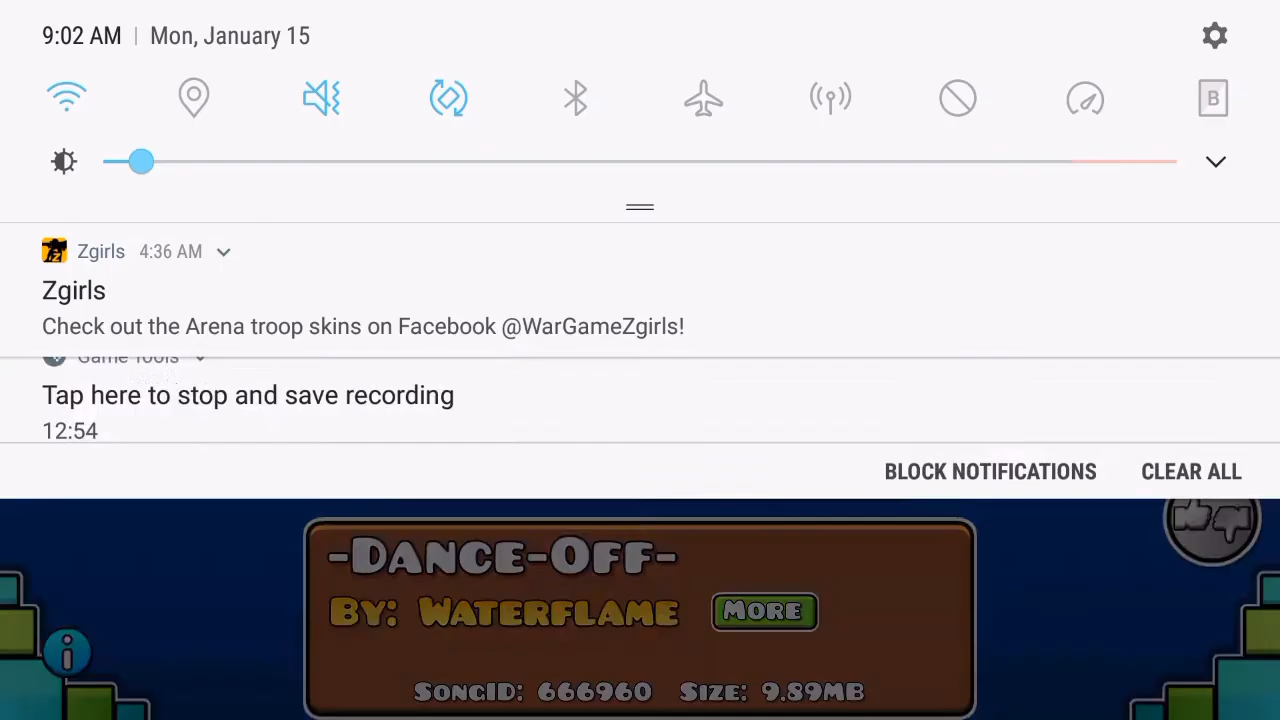 9:02 AM | Mon, January 15
B
Zgirls 4:36 AM
Zgirls
Check out the Arena troop skins on Facebook @WarGameZgirls!
Game Tools
Tap here to stop and save recording
12:54
BLOCK NOTIFICATIONS CLEAR ALL
-Dance-Off-
By: Waterflame More
SongID: 666960 Size: 9.89MB